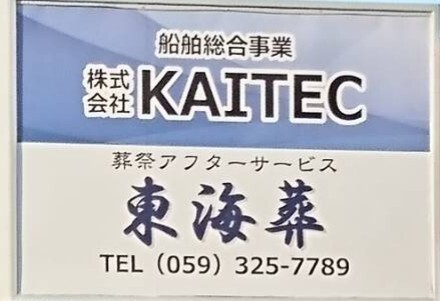 船舶総合事業
株式会社 KAITEC
葬祭アフターサービス
東海葬
TEL（059）325-7789